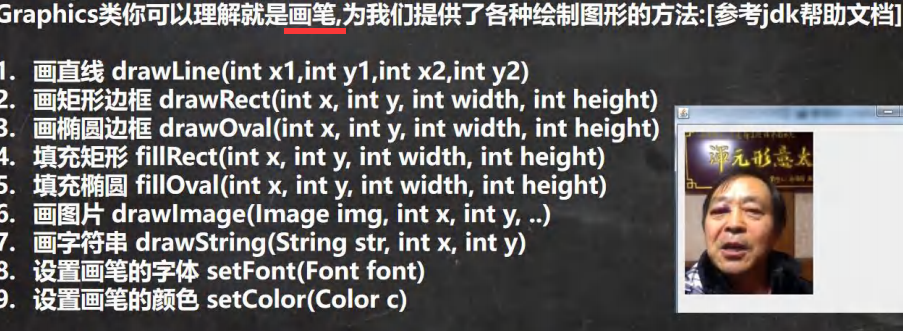 Graphics类你可以理解就是画笔,为我们提供了各种绘制图形的方法:[参考jdk帮助文档]
1. 画直线 drawLine(int x1,int y1,int x2,int y2)
2. 画矩形边框 drawRect(int x, int y, int width, int height)
3. 画椭圆边框 drawOval(int x, int y, int width, int height)
4. 填充矩形 fillRect(int x, int y, int width, int height)
5. 填充椭圆 fillOval(int x, int y, int width, int height)
6. 画图片 drawImage(Image img, int x, int y, ..)
7. 画字符串 drawString(String str, int x, int y)
8. 设置画笔的字体 setFont(Font font)
9. 设置画笔的颜色 setColor(Color c)
元形意太